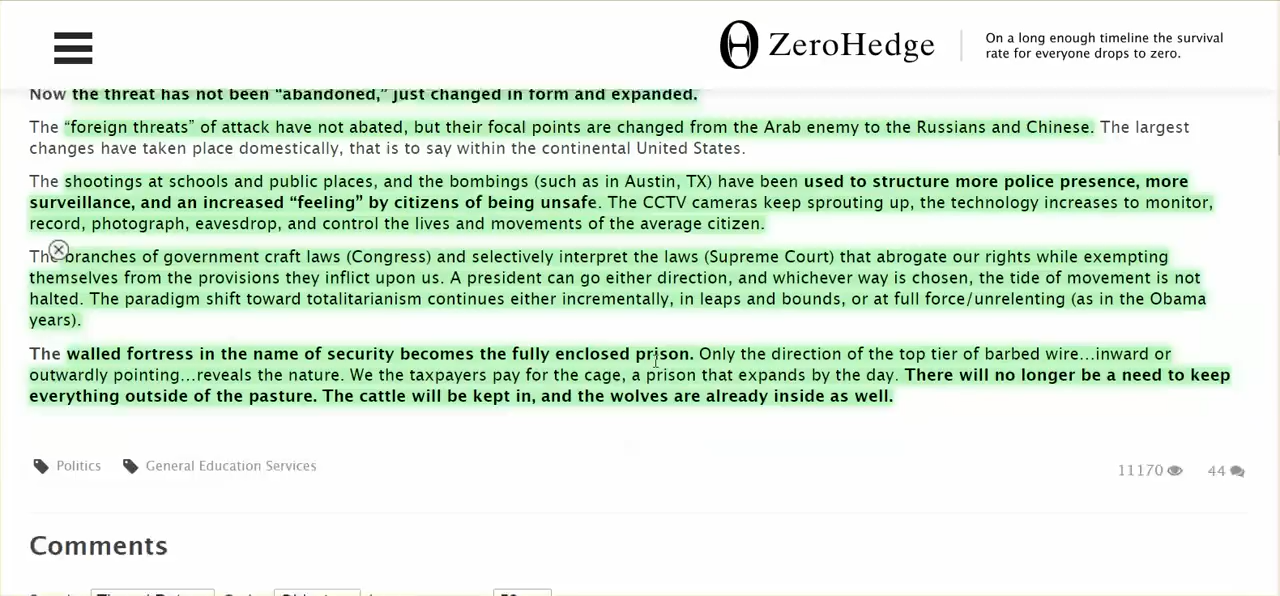 ZeroHedge
On a long enough timeline the survival
rate for everyone drops to zero.
Now the threat has not been “abandoned,” just changed in form and expanded.
The “foreign threats” of attack have not abated, but their focal points are changed from the Arab enemy to the Russians and Chinese. The largest
changes have taken place domestically, that is to say within the continental United States.
The shootings at schools and public places, and the bombings (such as in Austin, TX) have been used to structure more police presence, more
surveillance, and an increased “feeling” by citizens of being unsafe. The CCTV cameras keep sprouting up, the technology increases to monitor,
record, photograph, eavesdrop, and control the lives and movements of the average citizen.
The branches of government craft laws (Congress) and selectively interpret the laws (Supreme Court) that abrogate our rights while exempting
themselves from the provisions they inflict upon us. A president can go either direction, and whichever way is chosen, the tide of movement is not
halted. The paradigm shift toward totalitarianism continues either incrementally, in leaps and bounds, or at full force/unrelenting (as in the Obama
years).
The walled fortress in the name of security becomes the fully enclosed prison. Only the direction of the top tier of barbed wire…inward or
outwardly pointing…reveals the nature. We the taxpayers pay for the cage, a prison that expands by the day. There will no longer be a need to keep
everything outside of the pasture. The cattle will be kept in, and the wolves are already inside as well.
Politics General Education Services 11170 44
Comments